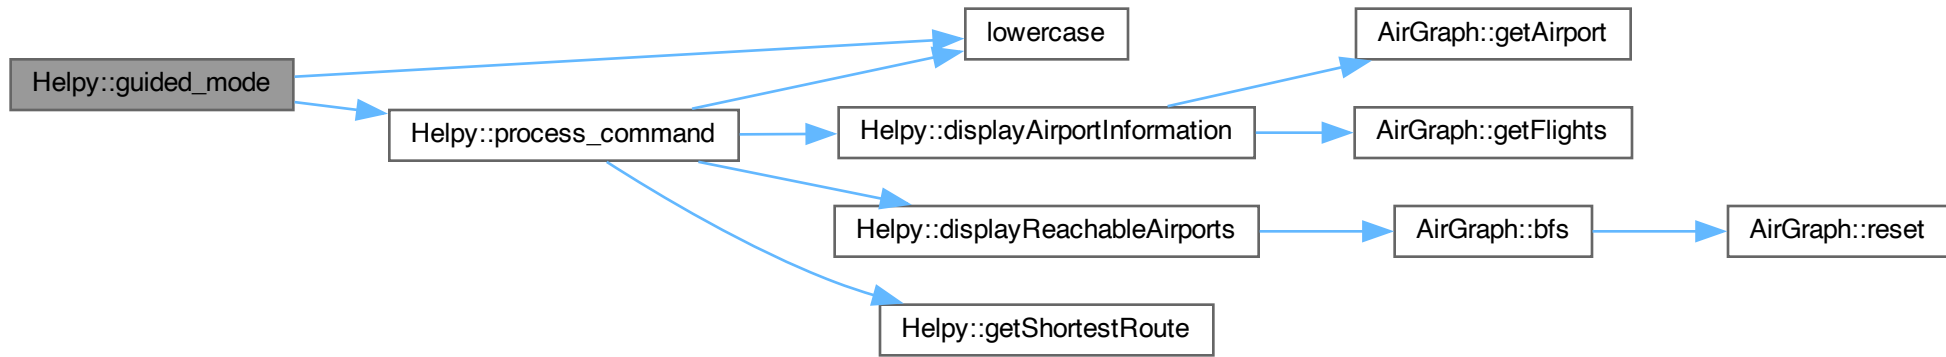 lowercase
AirGraph::getAirport
Helpy::guided_mode
Helpy::process_command
Helpy::displayAirportInformation
AirGraph::getFlights
Helpy::displayReachableAirports
AirGraph::bfs
AirGraph::reset
Helpy::getShortestRoute